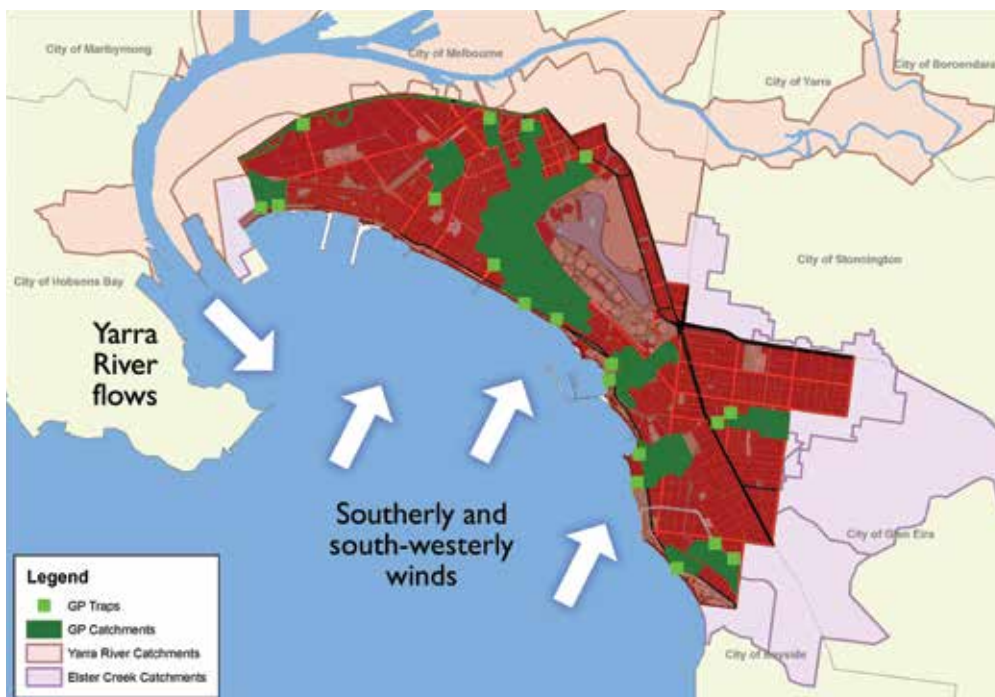 City of Maribyrnong
City of Melbourne
City of Boroondara
City of Yarra
City of Stonnington
City of Hobsons Bay
Yarra
River
flows
Southerly and
south-westerly
winds
City of Glen Eira
City of Bayside
Legend
GP Traps
GP Catchments
Yarra River Catchments
Elster Creek Catchments